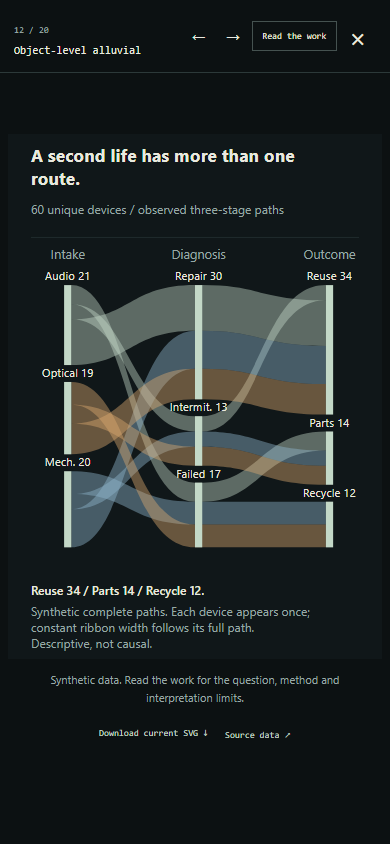 12 / 20
Object-level alluvial
← → Read the work ✕
A second life has more than one
route.
60 unique devices / observed three-stage paths
Intake Diagnosis Outcome
Audio 21 Repair 30 Reuse 34
Optical 19
Intermit. 13
Parts 14
Mech. 20
Failed 17
Recycle 12
Reuse 34 / Parts 14 / Recycle 12.
Synthetic complete paths. Each device appears once;
constant ribbon width follows its full path.
Descriptive, not causal.
Synthetic data. Read the work for the question, method and
interpretation limits.
Download current SVG ↓ Source data ↗